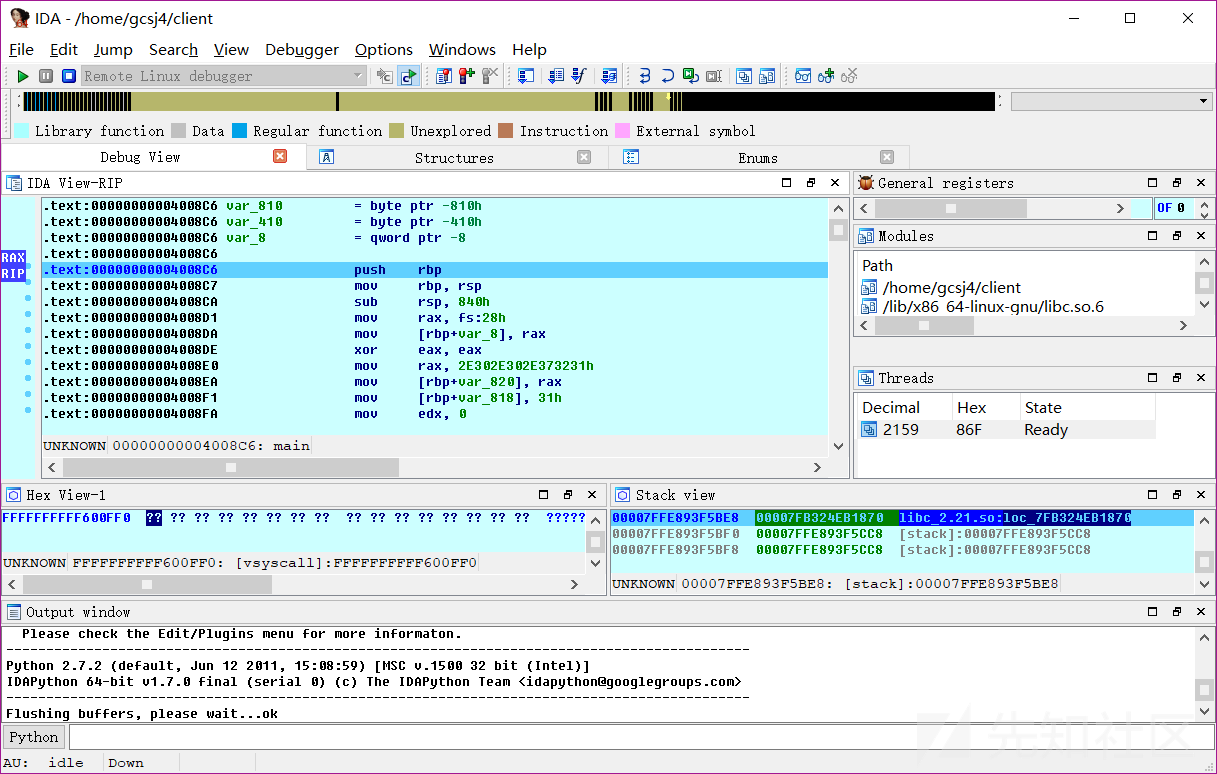 IDA - /home/gcsj4/client
File Edit Jump Search View Debugger Options Windows Help
Remote Linux debugger
Library function Data Regular function Unexplored Instruction External symbol
Debug View Structures Enums
IDA View-RIP
.text:00000000004008C6 var_810 = byte ptr -810h
.text:00000000004008C6 var_410 = byte ptr -410h
.text:00000000004008C6 var_8 = qword ptr -8
.text:00000000004008C6
RAX
RIP
.text:00000000004008C6 push rbp
.text:00000000004008C7 mov rbp, rsp
.text:00000000004008CA sub rsp, 840h
.text:00000000004008D1 mov rax, fs:28h
.text:00000000004008DA mov [rbp+var_8], rax
.text:00000000004008DE xor eax, eax
.text:00000000004008E0 mov rax, 2E302E302E373231h
.text:00000000004008EA mov [rbp+var_820], rax
.text:00000000004008F1 mov [rbp+var_818], 31h
.text:00000000004008FA mov edx, 0
UNKNOWN 00000000004008C6: main
General registers
OF 0
Modules
Path
/home/gcsj4/client
/lib/x86_64-linux-gnu/libc.so.6
Threads
Decimal Hex State
2159 86F Ready
Hex View-1
FFFFFFFFFF600FF0 ?? ?? ?? ?? ?? ?? ?? ?? ?? ?? ?? ?? ?? ?? ?? ?? ?????
UNKNOWN FFFFFFFFFF600FF0: [vsyscall]:FFFFFFFFFF600FF0
Stack view
00007FFE893F5BE8 00007FB324EB1870 libc_2.21.so:loc_7FB324EB1870
00007FFE893F5BF0 00007FFE893F5CC8 [stack]:00007FFE893F5CC8
00007FFE893F5BF8 00007FFE893F5CC8 [stack]:00007FFE893F5CC8
UNKNOWN 00007FFE893F5BE8: [stack]:00007FFE893F5BE8
Output window
Please check the Edit/Plugins menu for more informaton.
---------------------------------------------------------------------------------------------
Python 2.7.2 (default, Jun 12 2011, 15:08:59) [MSC v.1500 32 bit (Intel)]
IDAPython 64-bit v1.7.0 final (serial 0) (c) The IDAPython Team <idapython@googlegroups.com>
---------------------------------------------------------------------------------------------
Flushing buffers, please wait...ok
Python
AU: idle Down
先知社区